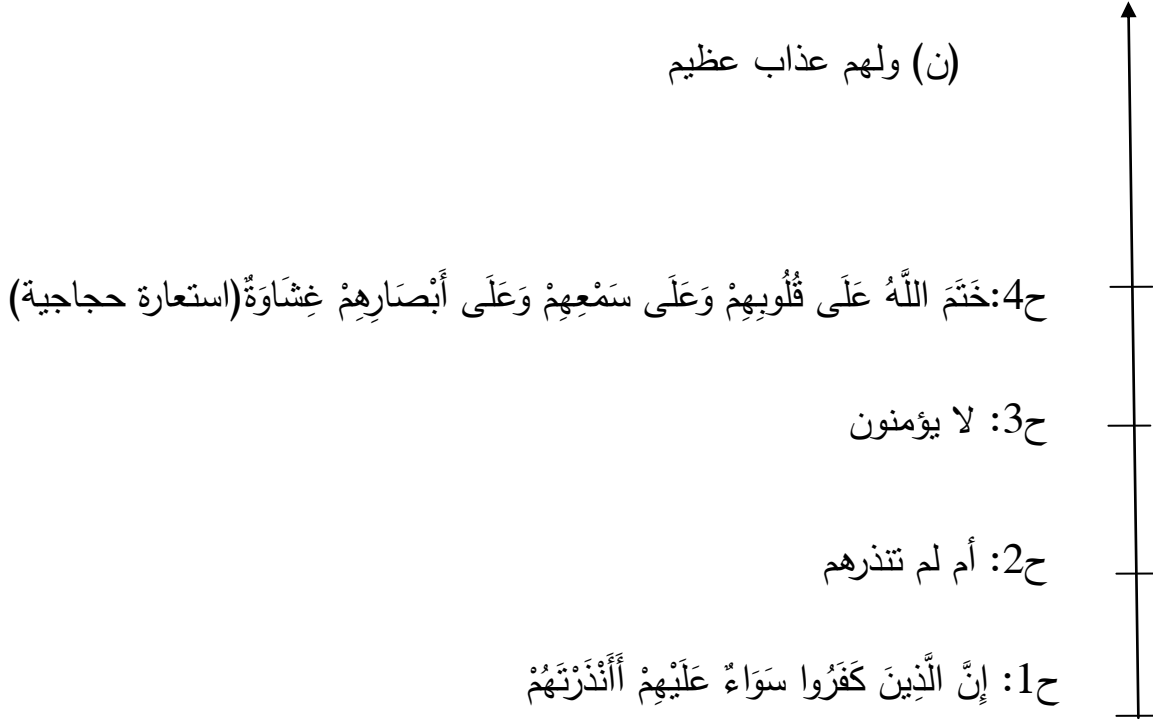 (ن) ولهم عذاب عظيم
ح4:خَتَمَ اللَّهُ عَلَى قُلُوبِهِمْ وَعَلَى سَمْعِهِمْ وَعَلَى أَبْصَارِهِمْ غِشَاوَةٌ(استعارة حجاجية)
ح3: لا يؤمنون
ح2: أم لم تتذرهم
ح1: إِنَّ الَّذِينَ كَفَرُوا سَوَاءٌ عَلَيْهِمْ أَأَنْذَرْتَهُمْ